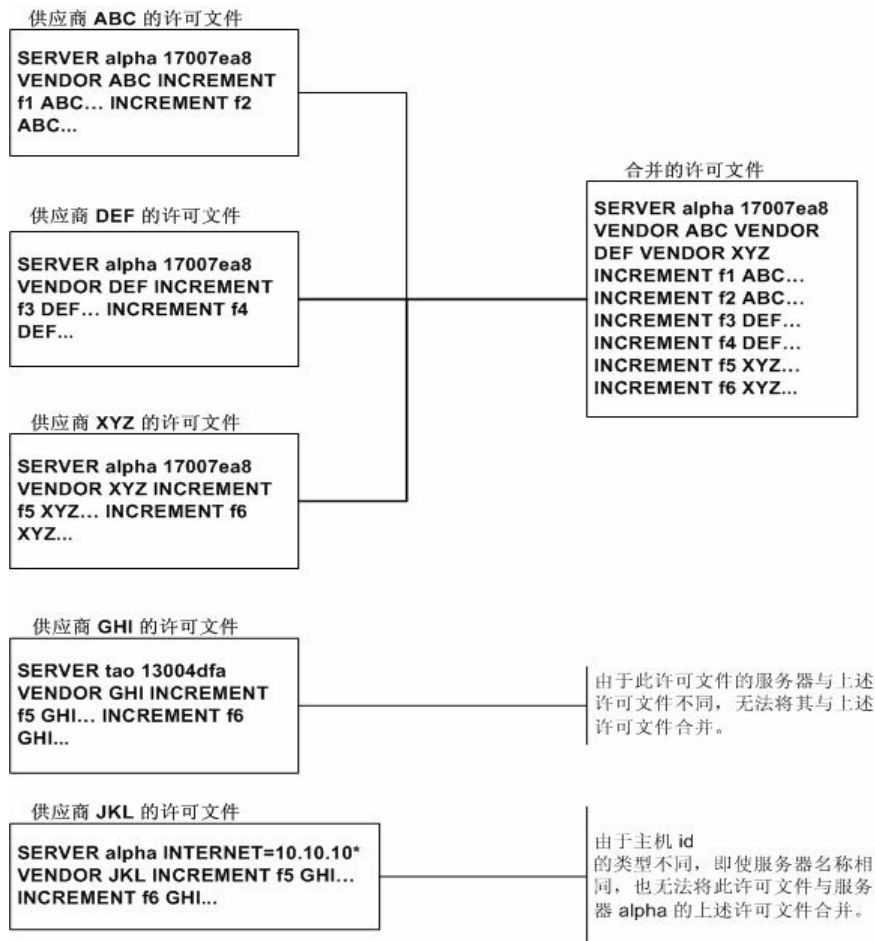 供应商 ABC 的许可文件
SERVER alpha 17007ea8
VENDOR ABC INCREMENT
f1 ABC... INCREMENT f2
ABC...
供应商 DEF 的许可文件
SERVER alpha 17007ea8
VENDOR DEF INCREMENT
f3 DEF... INCREMENT f4
DEF...
供应商 XYZ 的许可文件
SERVER alpha 17007ea8
VENDOR XYZ INCREMENT
f5 XYZ... INCREMENT f6
XYZ...
合并的许可文件
SERVER alpha 17007ea8
VENDOR ABC VENDOR
DEF VENDOR XYZ
INCREMENT f1 ABC...
INCREMENT f2 ABC...
INCREMENT f3 DEF...
INCREMENT f4 DEF...
INCREMENT f5 XYZ...
INCREMENT f6 XYZ...
供应商 GHI 的许可文件
SERVER tao 13004dfa
VENDOR GHI INCREMENT
f5 GHI... INCREMENT f6
GHI...
由于此许可文件的服务器与上述
许可文件不同，无法将其与上述
许可文件合并。
供应商 JKL 的许可文件
SERVER alpha INTERNET=10.10.10*
VENDOR JKL INCREMENT f5 GHI...
INCREMENT f6 GHI...
由于主机 id
的类型不同，即使服务器名称相
同，也无法将此许可文件与服务
器 alpha 的上述许可文件合并。